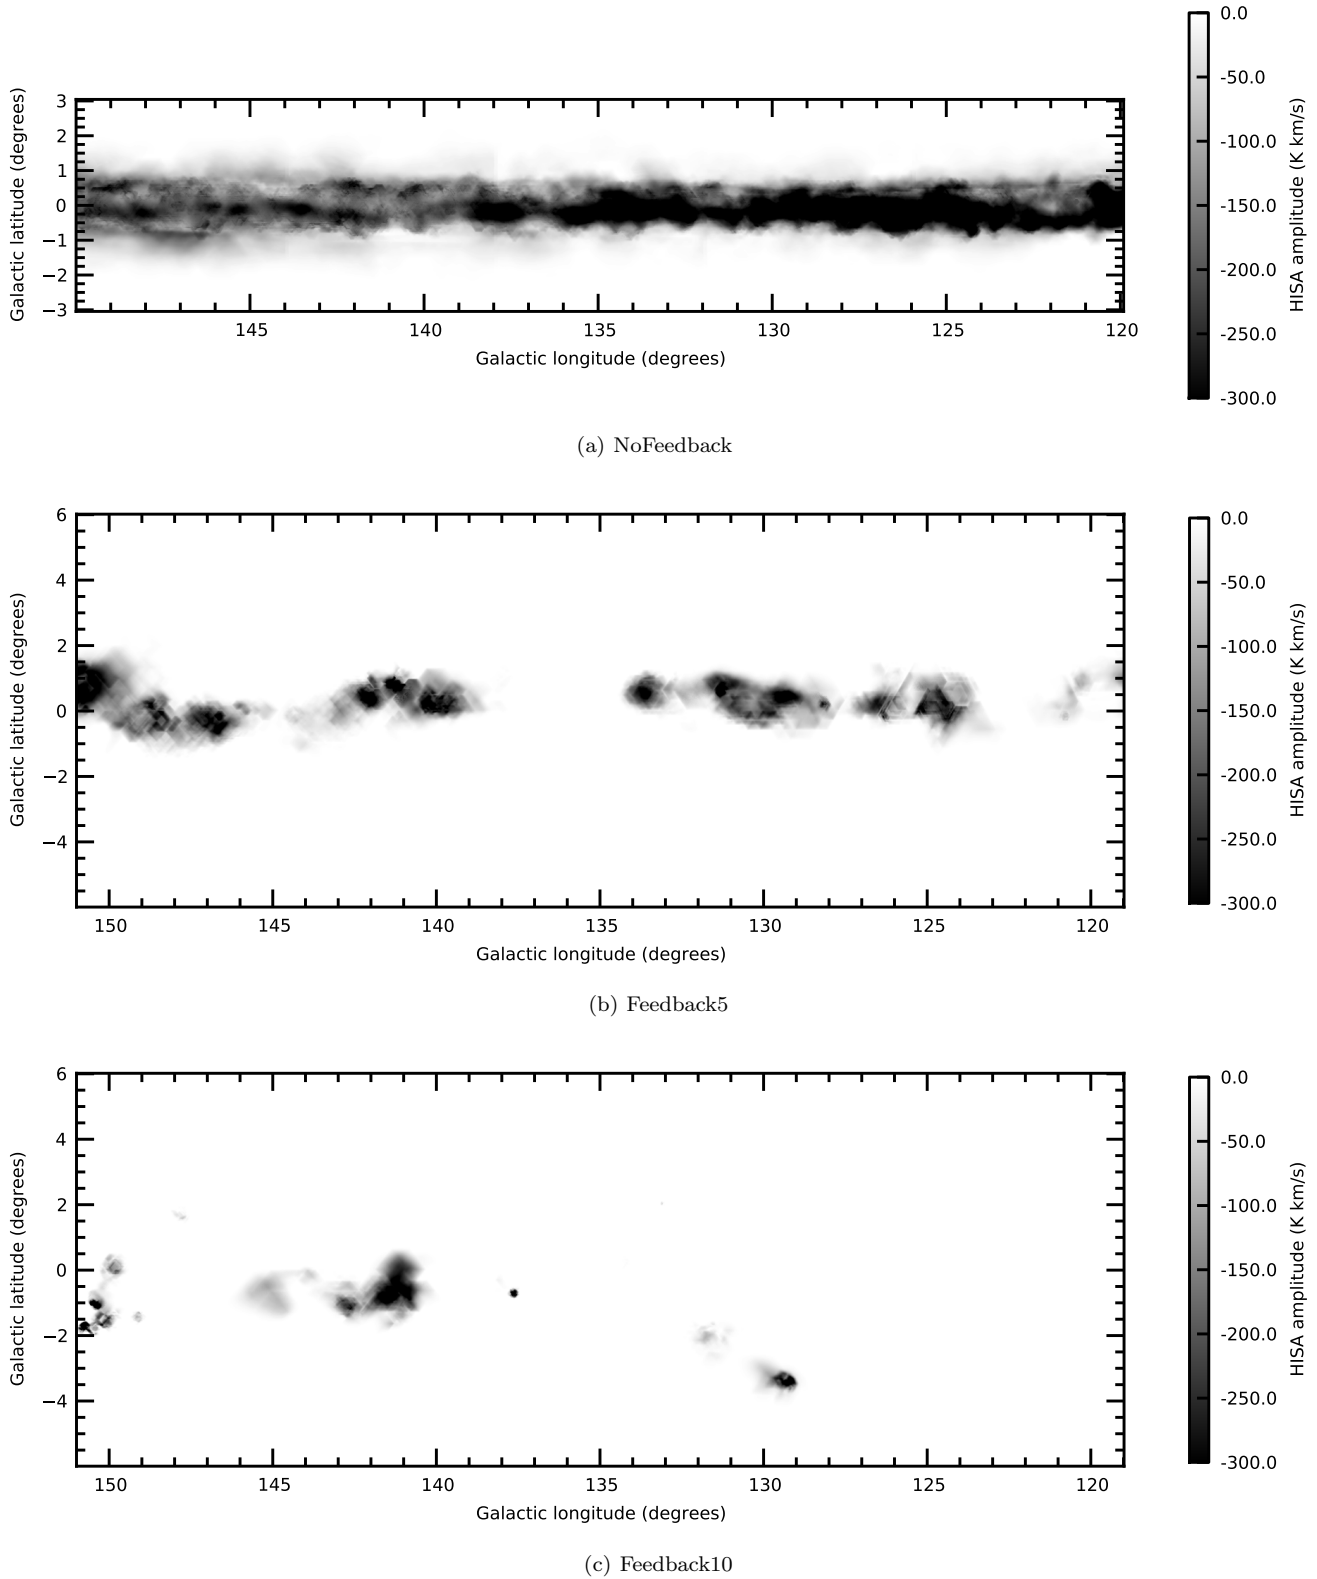 0.0
-50.0
-100.0
-150.0
-200.0
-250.0
-300.0
HISA amplitude (K km/s)
3
2
1
0
−1
−2
−3
Galactic latitude (degrees)
145 140 135 130 125 120
Galactic longitude (degrees)
(a) NoFeedback
6
4
2
0
−2
−4
Galactic latitude (degrees)
150 145 140 135 130 125 120
Galactic longitude (degrees)
0.0
-50.0
-100.0
-150.0
-200.0
-250.0
-300.0
HISA amplitude (K km/s)
(b) Feedback5
6
4
2
0
−2
−4
Galactic latitude (degrees)
150 145 140 135 130 125 120
Galactic longitude (degrees)
0.0
-50.0
-100.0
-150.0
-200.0
-250.0
-300.0
HISA amplitude (K km/s)
(c) Feedback10